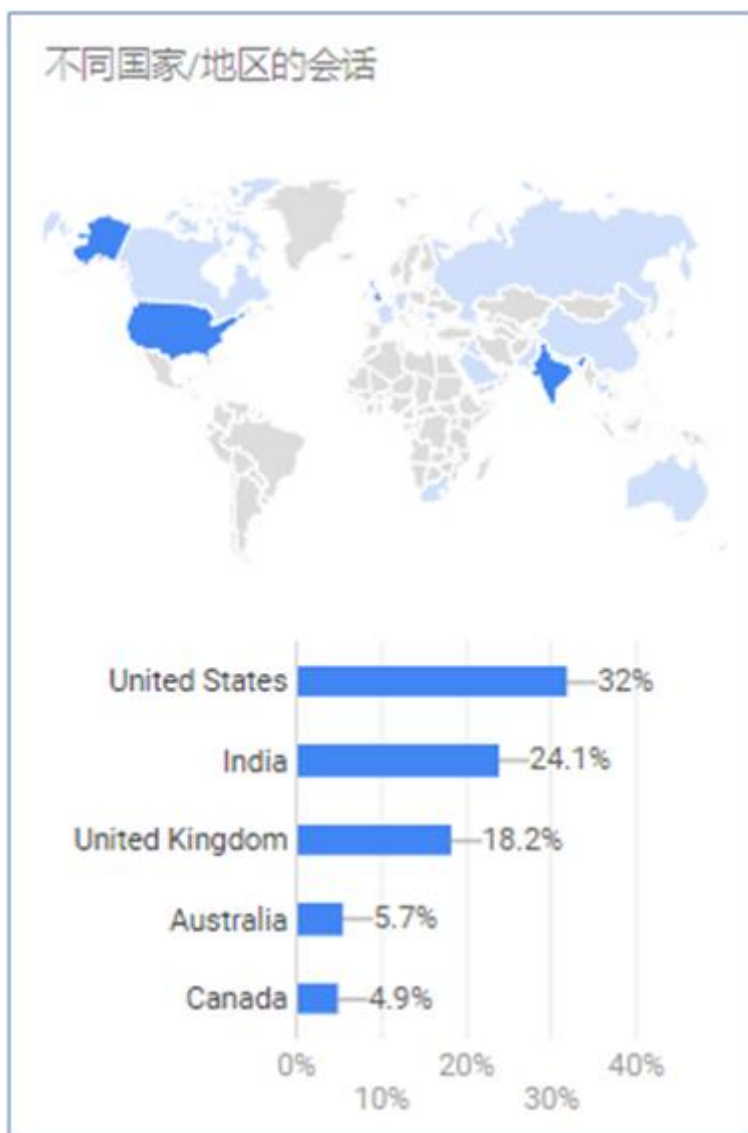 不同国家/地区的会话
United States 32%
India 24.1%
United Kingdom 18.2%
Australia 5.7%
Canada 4.9%
0% 20% 40%
10% 30%